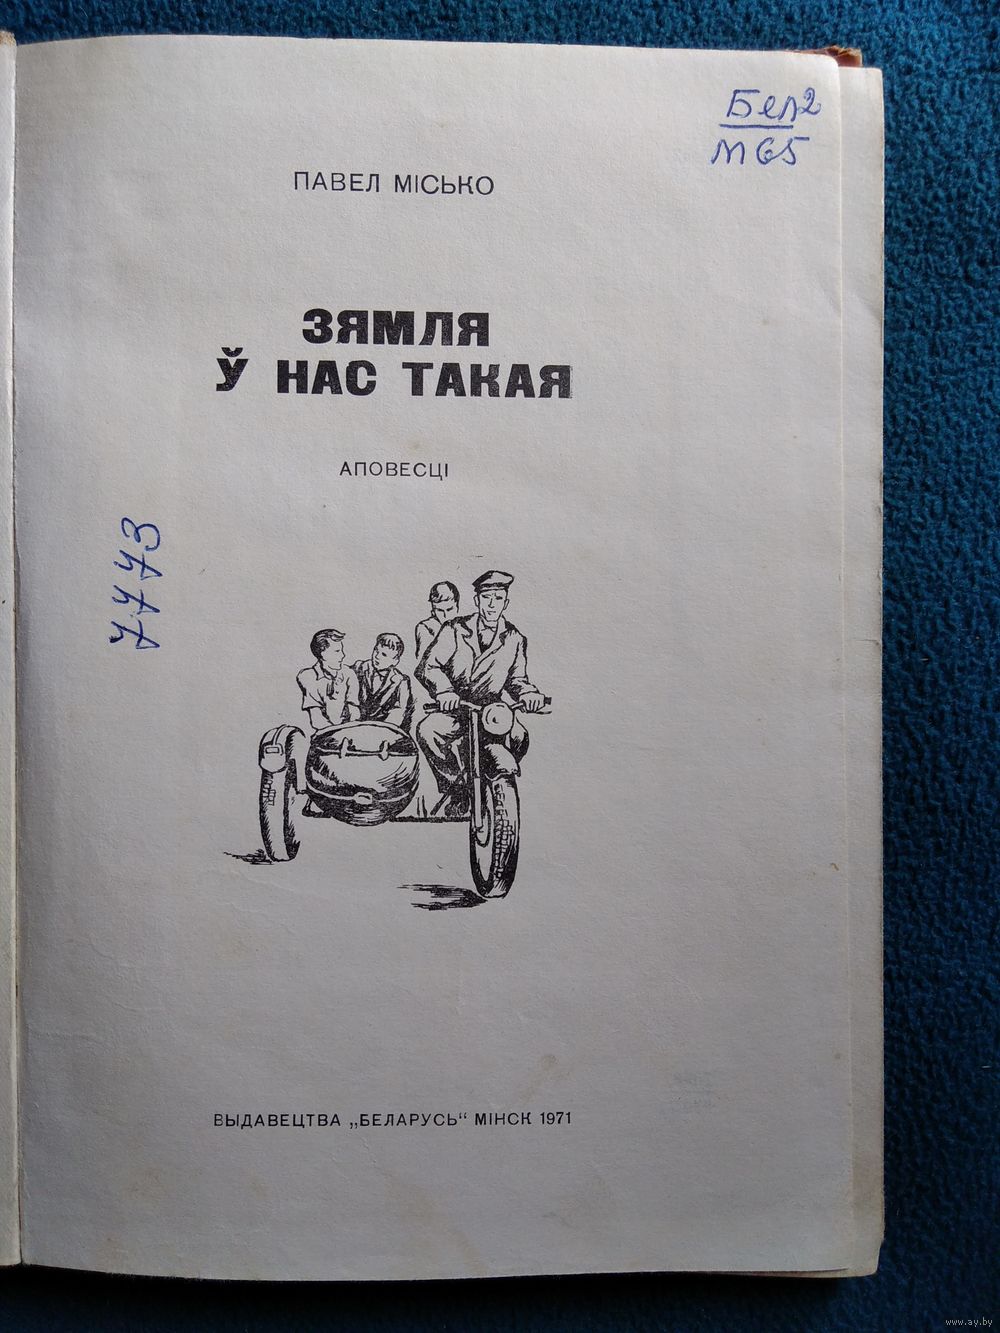 Бел2
М65
ПАВЕЛ МІСЬКО
ЗЯМЛЯ
Ў НАС ТАКАЯ
АПОВЕСЦІ
7773
ВЫДАВЕЦТВА „БЕЛАРУСЬ“ МІНСК 1971
www.ay.by